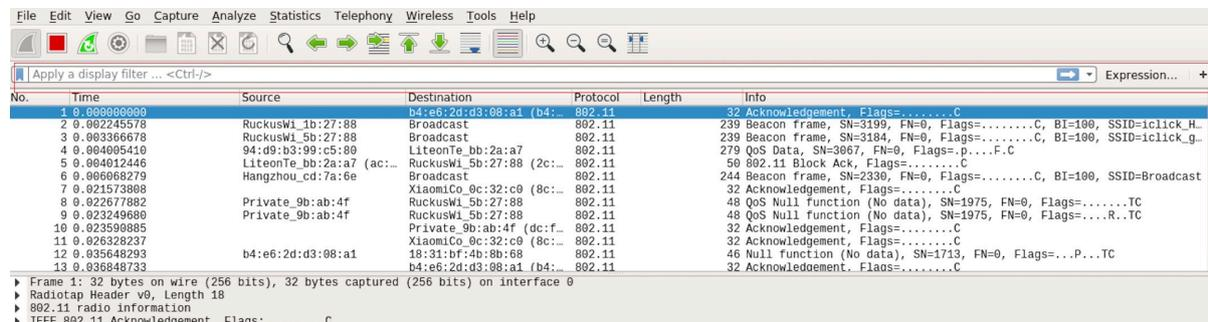 File Edit View Go Capture Analyze Statistics Telephony Wireless Tools Help
Apply a display filter ... <Ctrl-/> Expression... +
No. Time Source Destination Protocol Length Info
1 0.000000000 b4:e6:2d:d3:08:a1 (b4:… 802.11 32 Acknowledgement, Flags=........C
2 0.002245578 RuckusWi_1b:27:88 Broadcast 802.11 239 Beacon frame, SN=3199, FN=0, Flags=........C, BI=100, SSID=iclick_H…
3 0.003366678 RuckusWi_5b:27:88 Broadcast 802.11 239 Beacon frame, SN=3184, FN=0, Flags=........C, BI=100, SSID=iclick_g…
4 0.004005410 94:d9:b3:99:c5:80 LiteonTe_bb:2a:a7 802.11 279 QoS Data, SN=3067, FN=0, Flags=.p....F.C
5 0.004012446 LiteonTe_bb:2a:a7 (ac:… RuckusWi_5b:27:88 (2c:… 802.11 50 802.11 Block Ack, Flags=........C
6 0.006068279 Hangzhou_cd:7a:6e Broadcast 802.11 244 Beacon frame, SN=2330, FN=0, Flags=........C, BI=100, SSID=Broadcast
7 0.021573808 XiaomiCo_0c:32:c0 (8c:… 802.11 32 Acknowledgement, Flags=........C
8 0.022677882 Private_9b:ab:4f RuckusWi_5b:27:88 802.11 48 QoS Null function (No data), SN=1975, FN=0, Flags=.......TC
9 0.023249680 Private_9b:ab:4f RuckusWi_5b:27:88 802.11 48 QoS Null function (No data), SN=1975, FN=0, Flags=....R..TC
10 0.023590885 Private_9b:ab:4f (dc:f… 802.11 32 Acknowledgement, Flags=........C
11 0.026328237 XiaomiCo_0c:32:c0 (8c:… 802.11 32 Acknowledgement, Flags=........C
12 0.035648293 b4:e6:2d:d3:08:a1 18:31:bf:4b:8b:68 802.11 46 Null function (No data), SN=1713, FN=0, Flags=...P...TC
13 0.036848733 b4:e6:2d:d3:08:a1 (b4:… 802.11 32 Acknowledgement, Flags=........C
Frame 1: 32 bytes on wire (256 bits), 32 bytes captured (256 bits) on interface 0
Radiotap Header v0, Length 18
802.11 radio information
IEEE 802.11 Acknowledgement, Flags: ........C